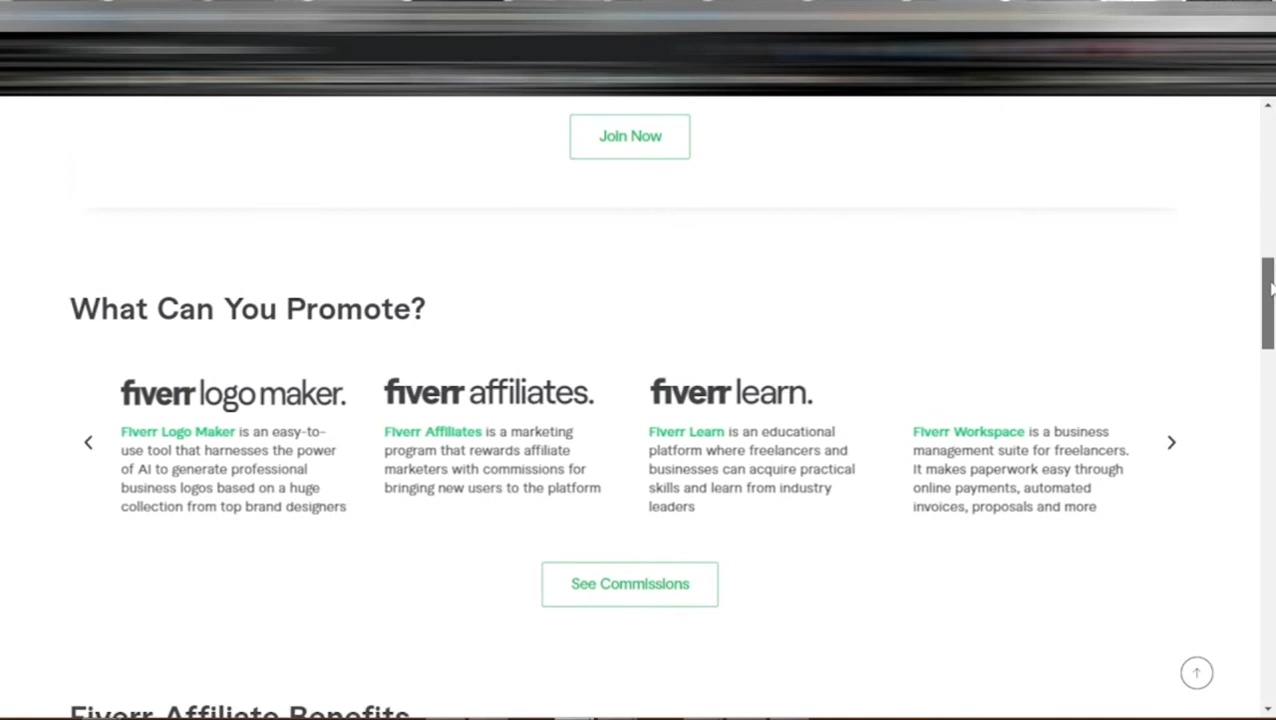 Join Now
What Can You Promote?
fiverr logo maker.
Fiverr Logo Maker is an easy-to-
use tool that harnesses the power
of AI to generate professional
business logos based on a huge
collection from top brand designers
fiverr affiliates.
Fiverr Affiliates is a marketing
program that rewards affiliate
marketers with commissions for
bringing new users to the platform
fiverr learn.
Fiverr Learn is an educational
platform where freelancers and
businesses can acquire practical
skills and learn from industry
leaders
Fiverr Workspace is a business
management suite for freelancers.
It makes paperwork easy through
online payments, automated
invoices, proposals and more
See Commissions
Fiverr Affiliate Benefits